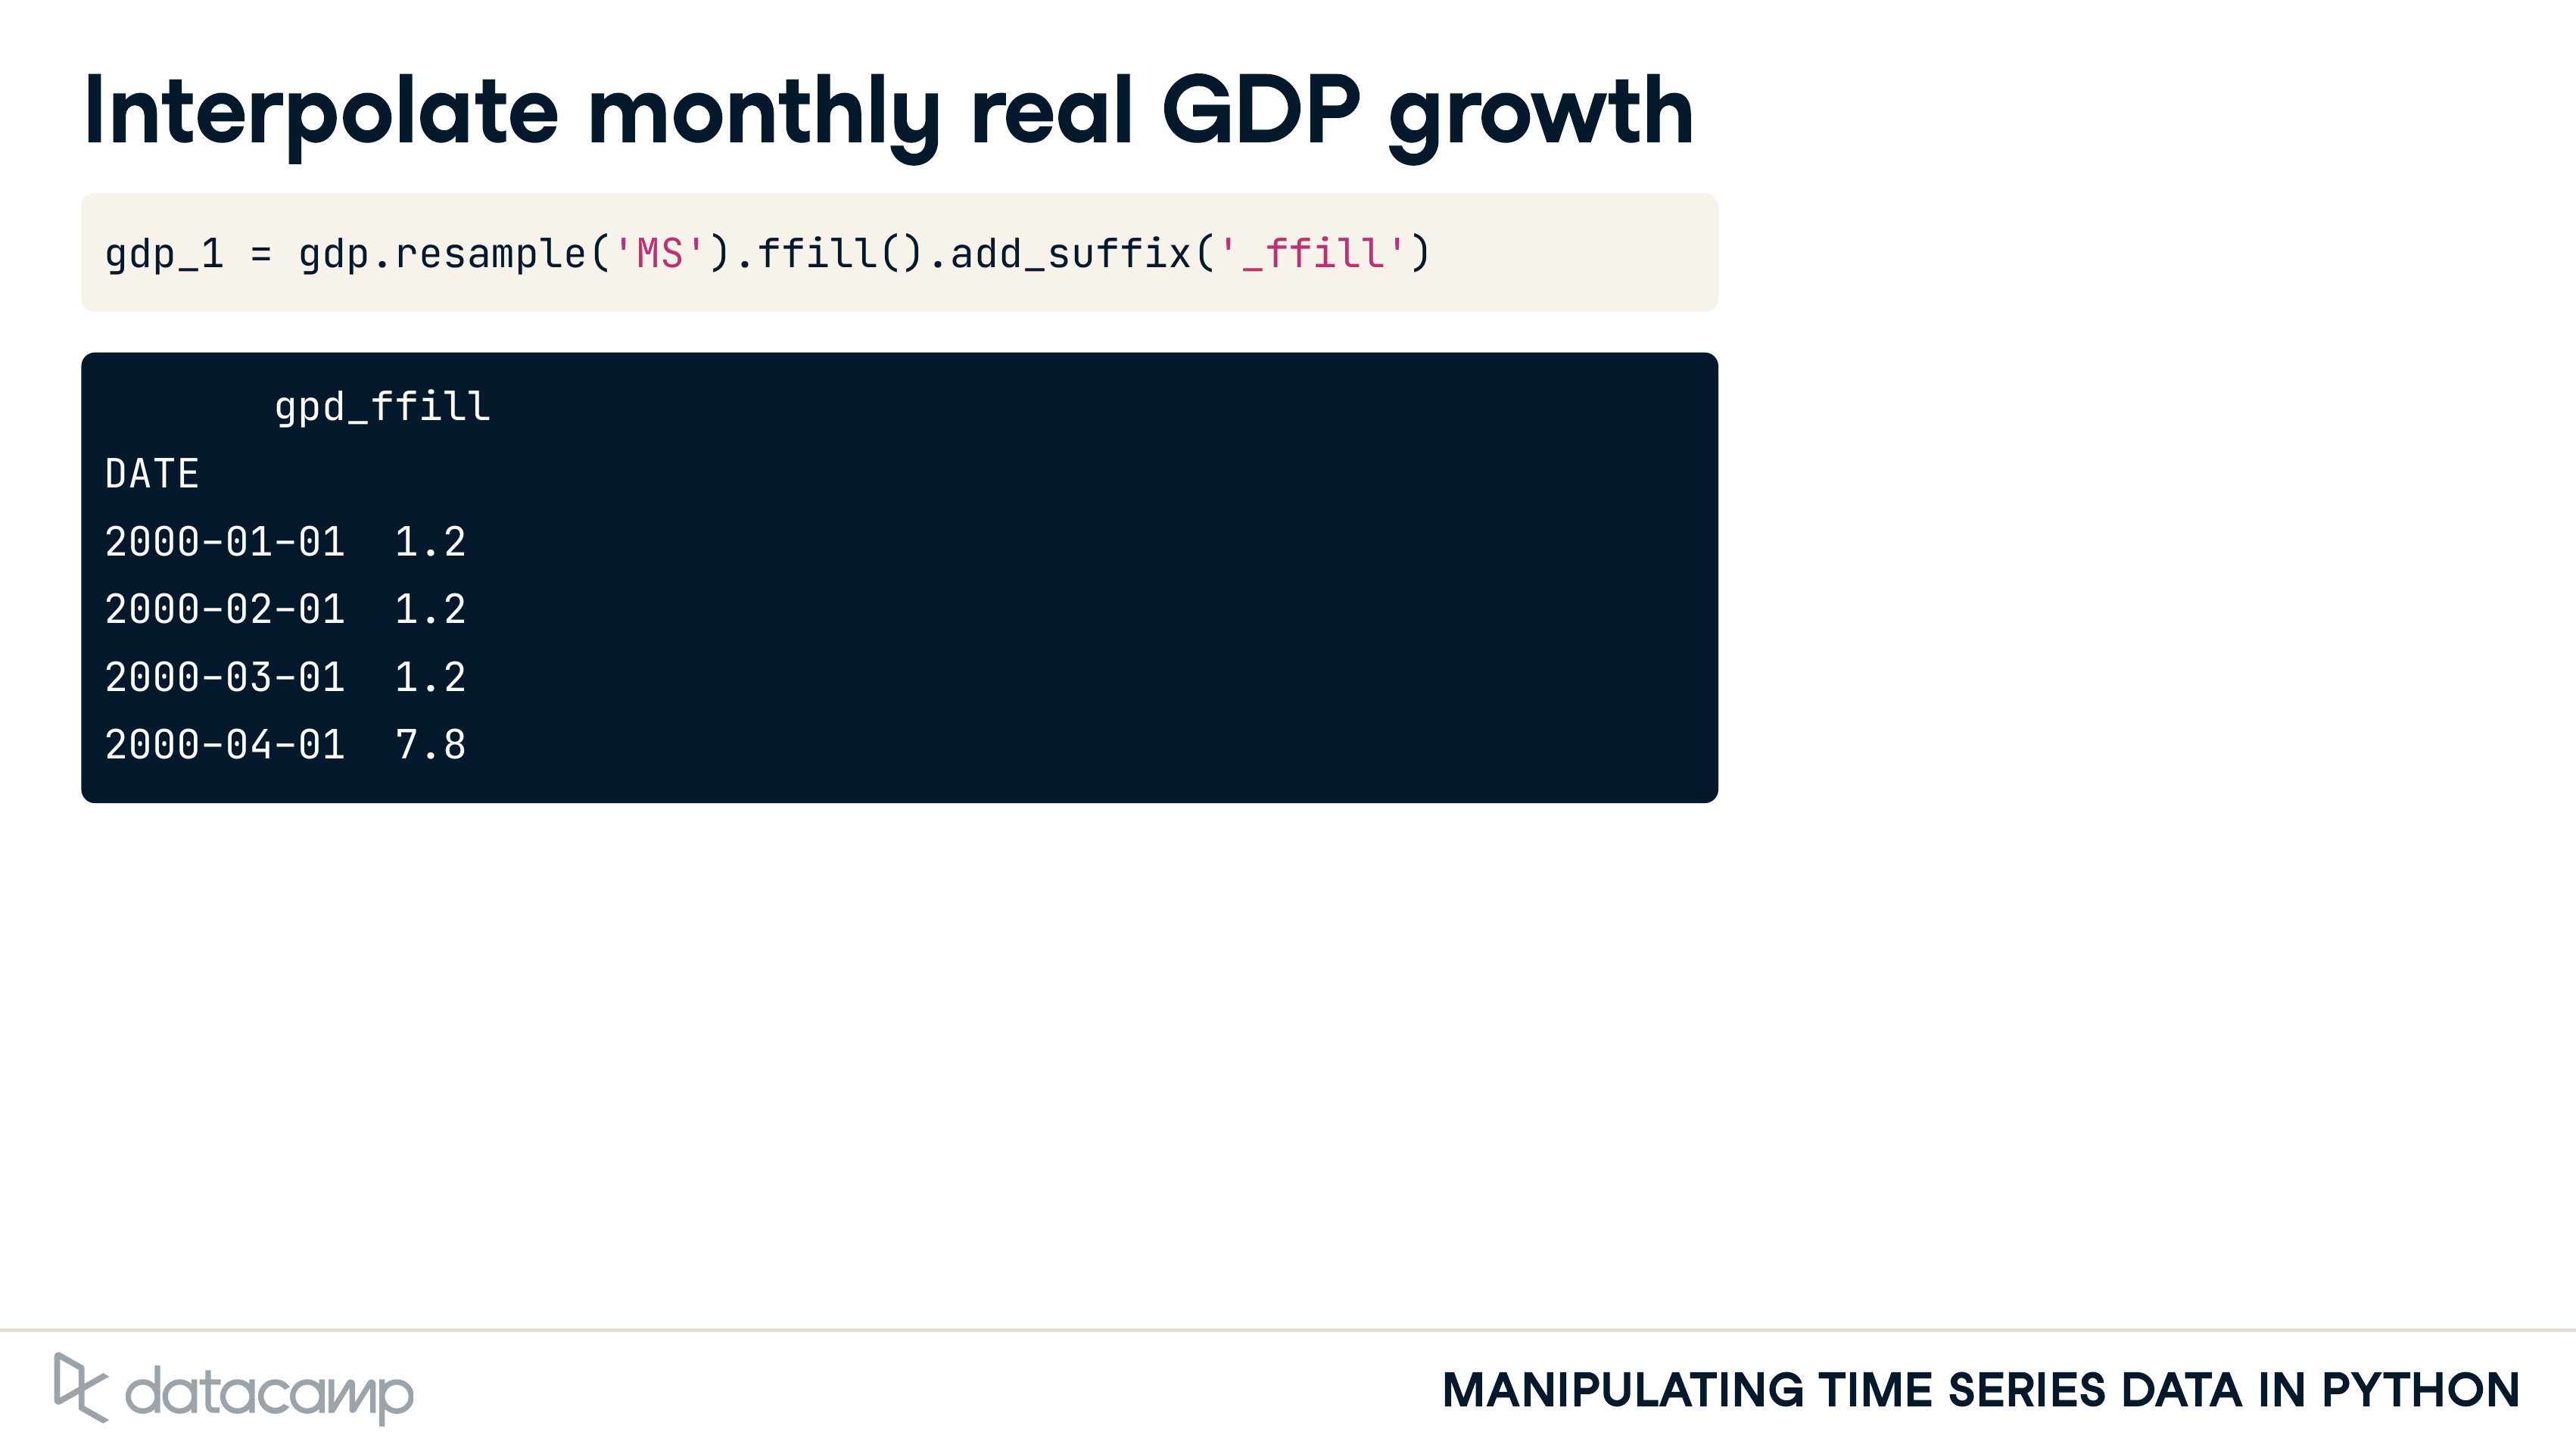 Interpolate monthly real GDP growth
gdp_1 = gdp.resample('MS').ffill().add_suffix('_ffill')
gpd_ffill
DATE
2000-01-01  1.2
2000-02-01  1.2
2000-03-01  1.2
2000-04-01  7.8
datacamp
MANIPULATING TIME SERIES DATA IN PYTHON